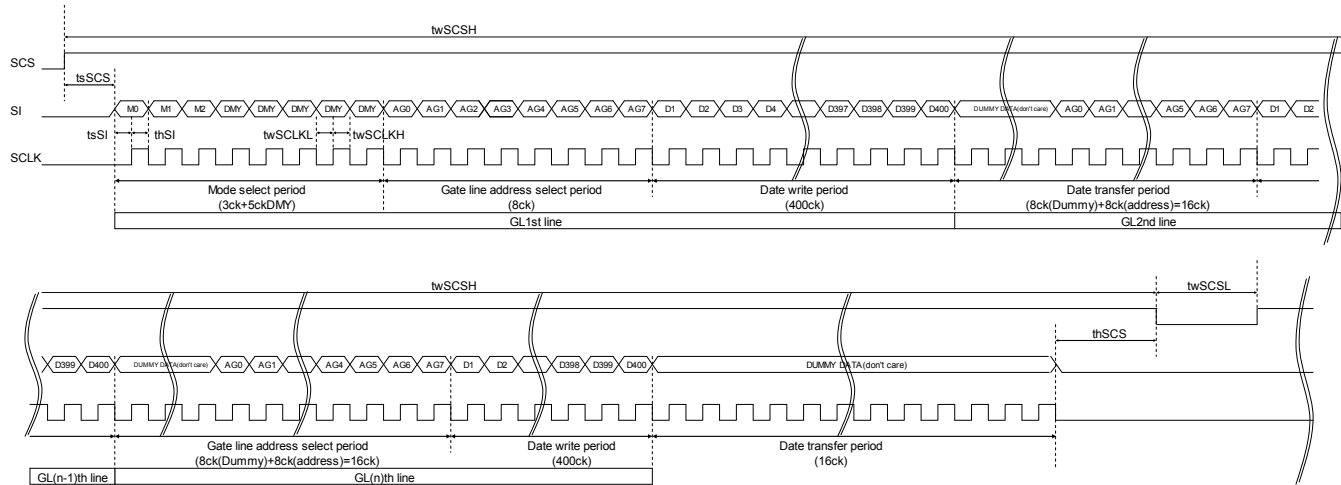 twSCSH
SCS
tsSCS
SI M0 M1 M2 DMY DMY DMY DMY DMY AG0 AG1 AG2 AG3 AG4 AG5 AG6 AG7 D1 D2 D3 D4 D397 D398 D399 D400 DUMMY DATA(don't care) AG0 AG1 AG5 AG6 AG7 D1 D2
tsSI thSI twSCLKL twSCLKH
SCLK
Mode select period Gate line address select period Date write period Date transfer period
(3ck+5ckDMY) (8ck) (400ck) (8ck(Dummy)+8ck(address)=16ck)
GL1st line GL2nd line
twSCSH twSCSL
thSCS
D399 D400 DUMMY DATA(don't care) AG0 AG1 AG4 AG5 AG6 AG7 D1 D2 D398 D399 D400 DUMMY DATA(don't care)
Gate line address select period Date write period Date transfer period
(8ck(Dummy)+8ck(address)=16ck) (400ck) (16ck)
GL(n-1)th line GL(n)th line